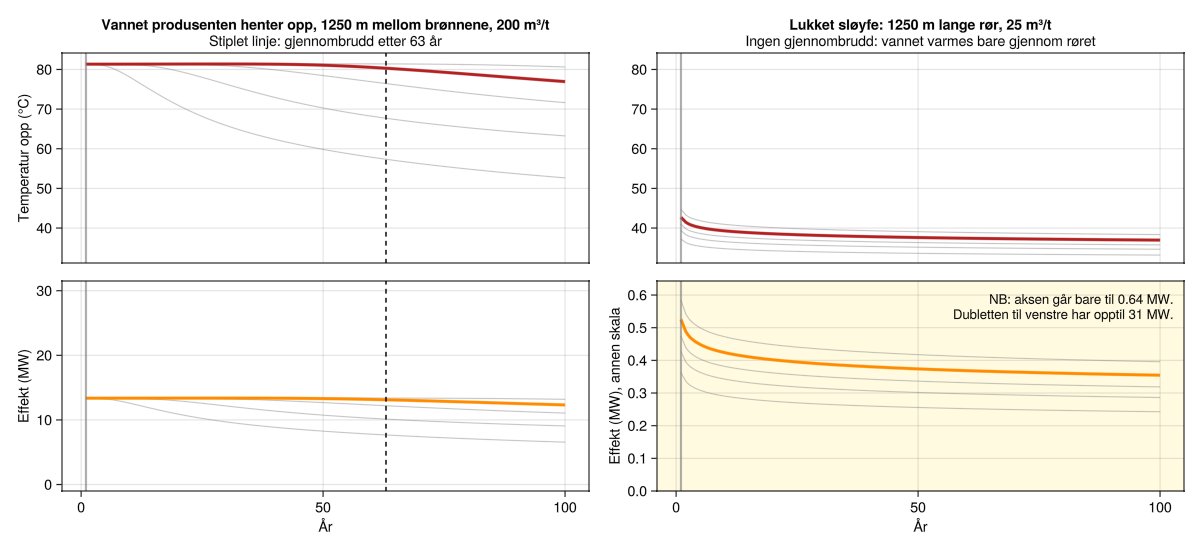 Vannet produsenten henter opp, 1250 m mellom brønnene, 200 m³/t
Stiplet linje: gjennombrudd etter 63 år
Temperatur opp (°C)
80
70
60
50
40
Effekt (MW)
30
20
10
0
0
50
100
År
Lukket sløyfe: 1250 m lange rør, 25 m³/t
Ingen gjennombrudd: vannet varmes bare gjennom røret
80
70
60
50
40
Effekt (MW), annen skala
0.6
0.5
0.4
0.3
0.2
0.1
0.0
NB: aksen går bare til 0.64 MW.
Dubletten til venstre har opptil 31 MW.
0
50
100
År